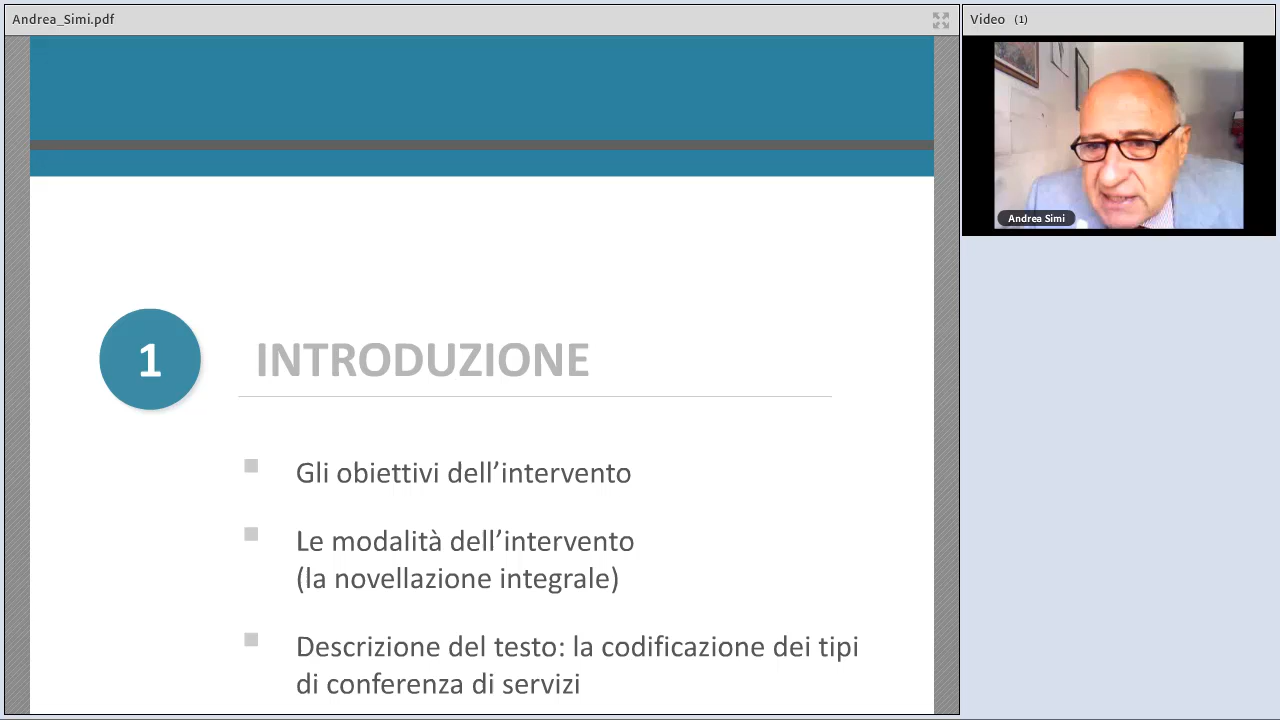 Andrea_Simi.pdf
Video (1)
Andrea Simi
1
INTRODUZIONE
Gli obiettivi dell’intervento
Le modalità dell’intervento
(la novellazione integrale)
Descrizione del testo: la codificazione dei tipi
di conferenza di servizi